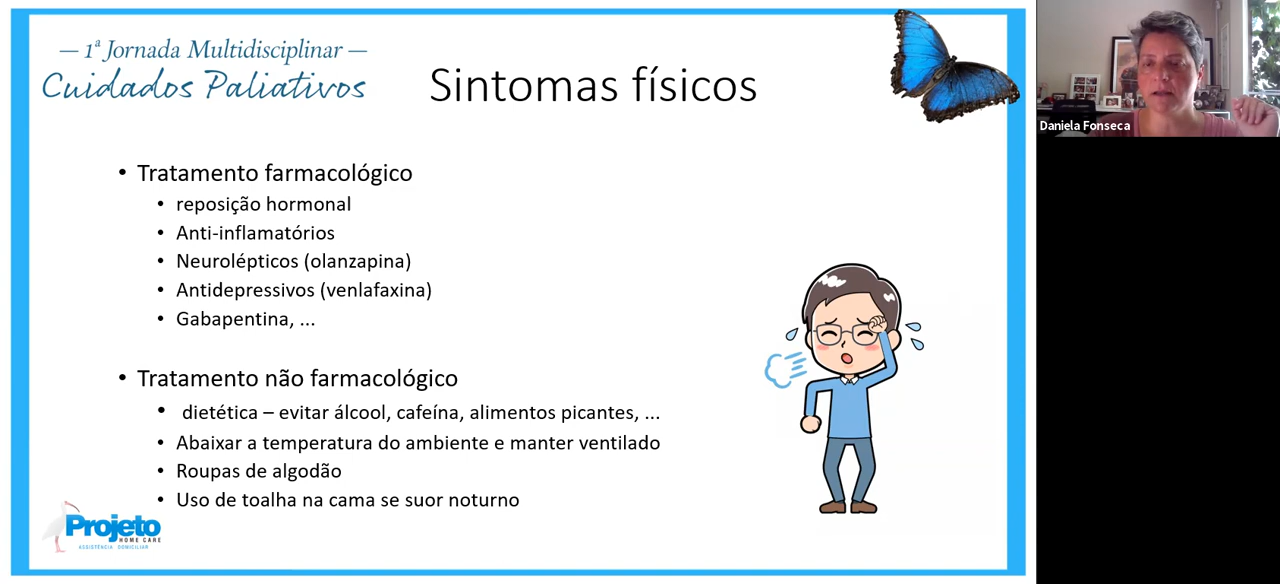 — 1ª Jornada Multidisciplinar —
Cuidados Paliativos
Sintomas físicos
Daniela Fonseca
• Tratamento farmacológico
• reposição hormonal
• Anti-inflamatórios
• Neurolépticos (olanzapina)
• Antidepressivos (venlafaxina)
• Gabapentina, ...
• Tratamento não farmacológico
• dietética – evitar álcool, cafeína, alimentos picantes, ...
• Abaixar a temperatura do ambiente e manter ventilado
• Roupas de algodão
• Uso de toalha na cama se suor noturno
Projeto
HOME CARE
ASSISTÊNCIA DOMICILIAR